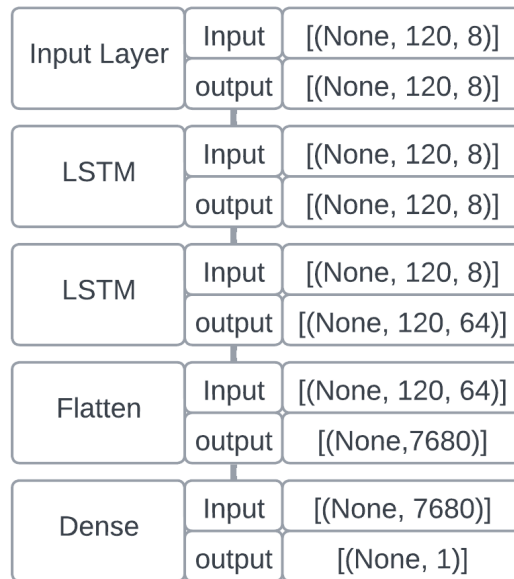 Input Layer
Input
[(None, 120, 8)]
output
[(None, 120, 8)]
LSTM
Input
[(None, 120, 8)]
output
[(None, 120, 8)]
LSTM
Input
[(None, 120, 8)]
output
[(None, 120, 64)]
Flatten
Input
[(None, 120, 64)]
output
[(None,7680)]
Dense
Input
[(None, 7680)]
output
[(None, 1)]